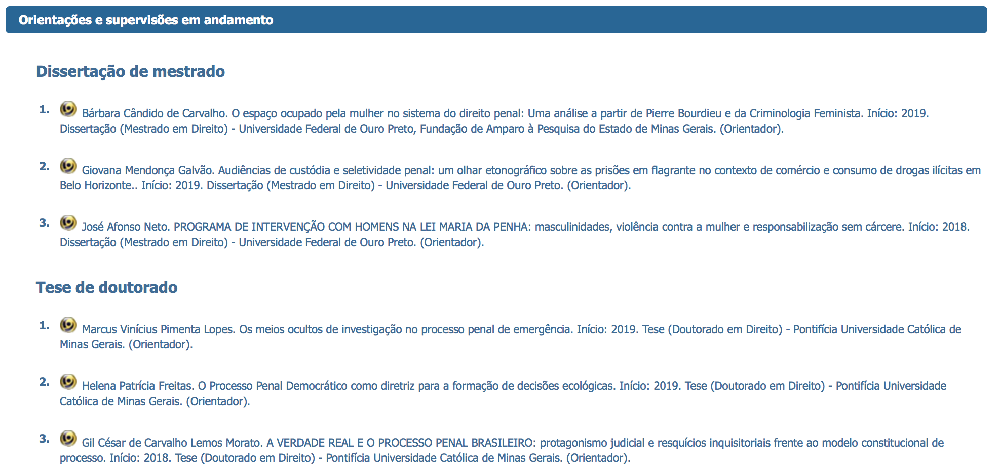 Orientações e supervisões em andamento
Dissertação de mestrado
1. Bárbara Cândido de Carvalho. O espaço ocupado pela mulher no sistema do direito penal: Uma análise a partir de Pierre Bourdieu e da Criminologia Feminista. Início: 2019.
Dissertação (Mestrado em Direito) - Universidade Federal de Ouro Preto, Fundação de Amparo à Pesquisa do Estado de Minas Gerais. (Orientador).
2. Giovana Mendonça Galvão. Audiências de custódia e seletividade penal: um olhar etonográfico sobre as prisões em flagrante no contexto de comércio e consumo de drogas ilícitas em
Belo Horizonte.. Início: 2019. Dissertação (Mestrado em Direito) - Universidade Federal de Ouro Preto. (Orientador).
3. José Afonso Neto. PROGRAMA DE INTERVENÇÃO COM HOMENS NA LEI MARIA DA PENHA: masculinidades, violência contra a mulher e responsabilização sem cárcere. Início: 2018.
Dissertação (Mestrado em Direito) - Universidade Federal de Ouro Preto. (Orientador).
Tese de doutorado
1. Marcus Vinícius Pimenta Lopes. Os meios ocultos de investigação no processo penal de emergência. Início: 2019. Tese (Doutorado em Direito) - Pontifícia Universidade Católica de
Minas Gerais. (Orientador).
2. Helena Patrícia Freitas. O Processo Penal Democrático como diretriz para a formação de decisões ecológicas. Início: 2019. Tese (Doutorado em Direito) - Pontifícia Universidade
Católica de Minas Gerais. (Orientador).
3. Gil César de Carvalho Lemos Morato. A VERDADE REAL E O PROCESSO PENAL BRASILEIRO: protagonismo judicial e resquícios inquisitoriais frente ao modelo constitucional de
processo. Início: 2018. Tese (Doutorado em Direito) - Pontifícia Universidade Católica de Minas Gerais. (Orientador).